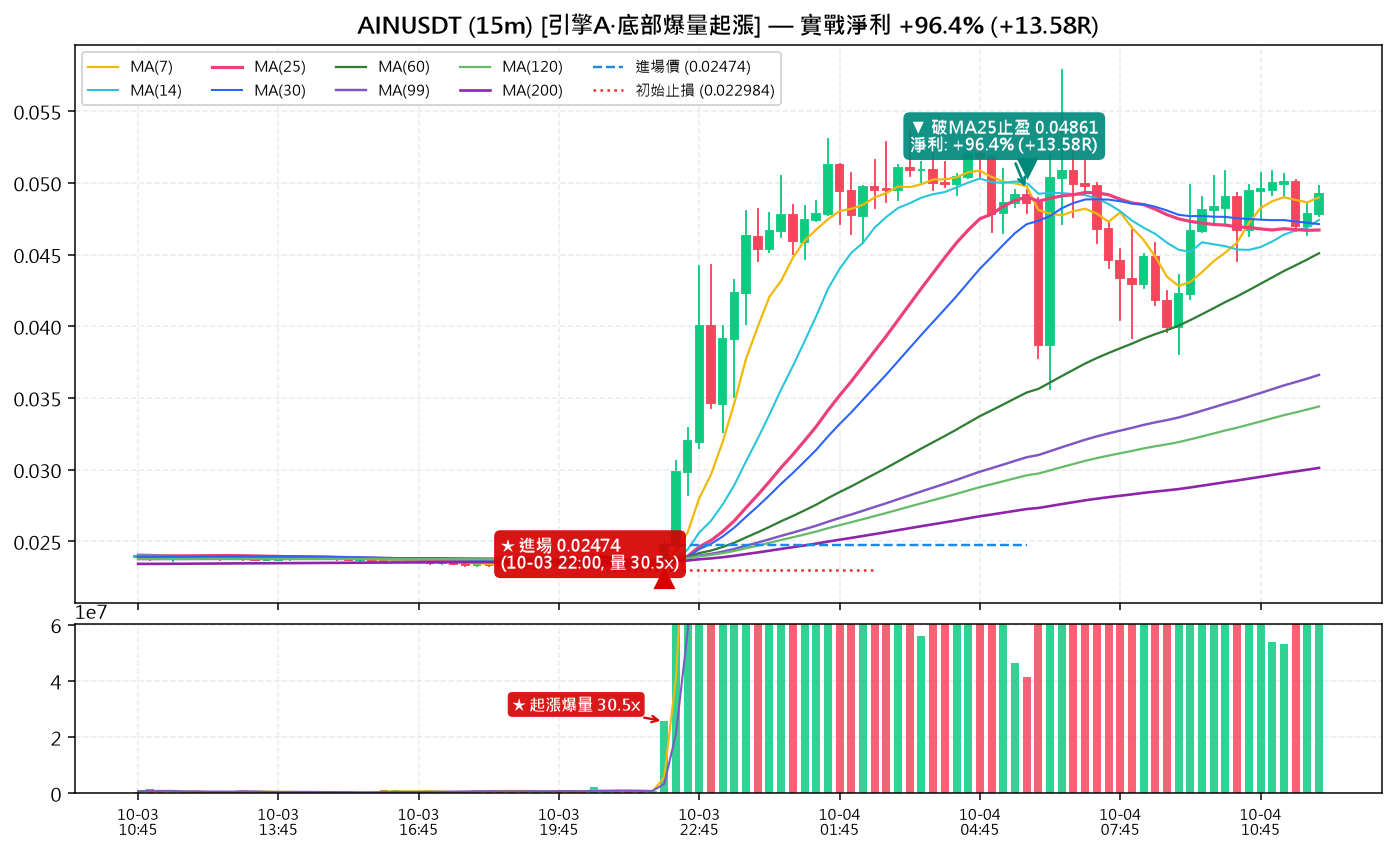 AINUSDT (15m) [引擎A·底部爆量起漲] — 實戰淨利 +96.4% (+13.58R)
MA(7)
MA(14)
MA(25)
MA(30)
MA(60)
MA(99)
MA(120)
MA(200)
進場價 (0.02474)
初始止損 (0.022984)
▼ 破MA25止盈 0.04861
淨利: +96.4% (+13.58R)
0.055
0.050
0.045
0.040
0.035
0.030
0.025
★ 進場 0.02474
(10-03 22:00, 量 30.5x)
1e7
6
4
2
0
★ 起漲爆量 30.5x
10-03
10:45
10-03
13:45
10-03
16:45
10-03
19:45
10-03
22:45
10-04
01:45
10-04
04:45
10-04
07:45
10-04
10:45